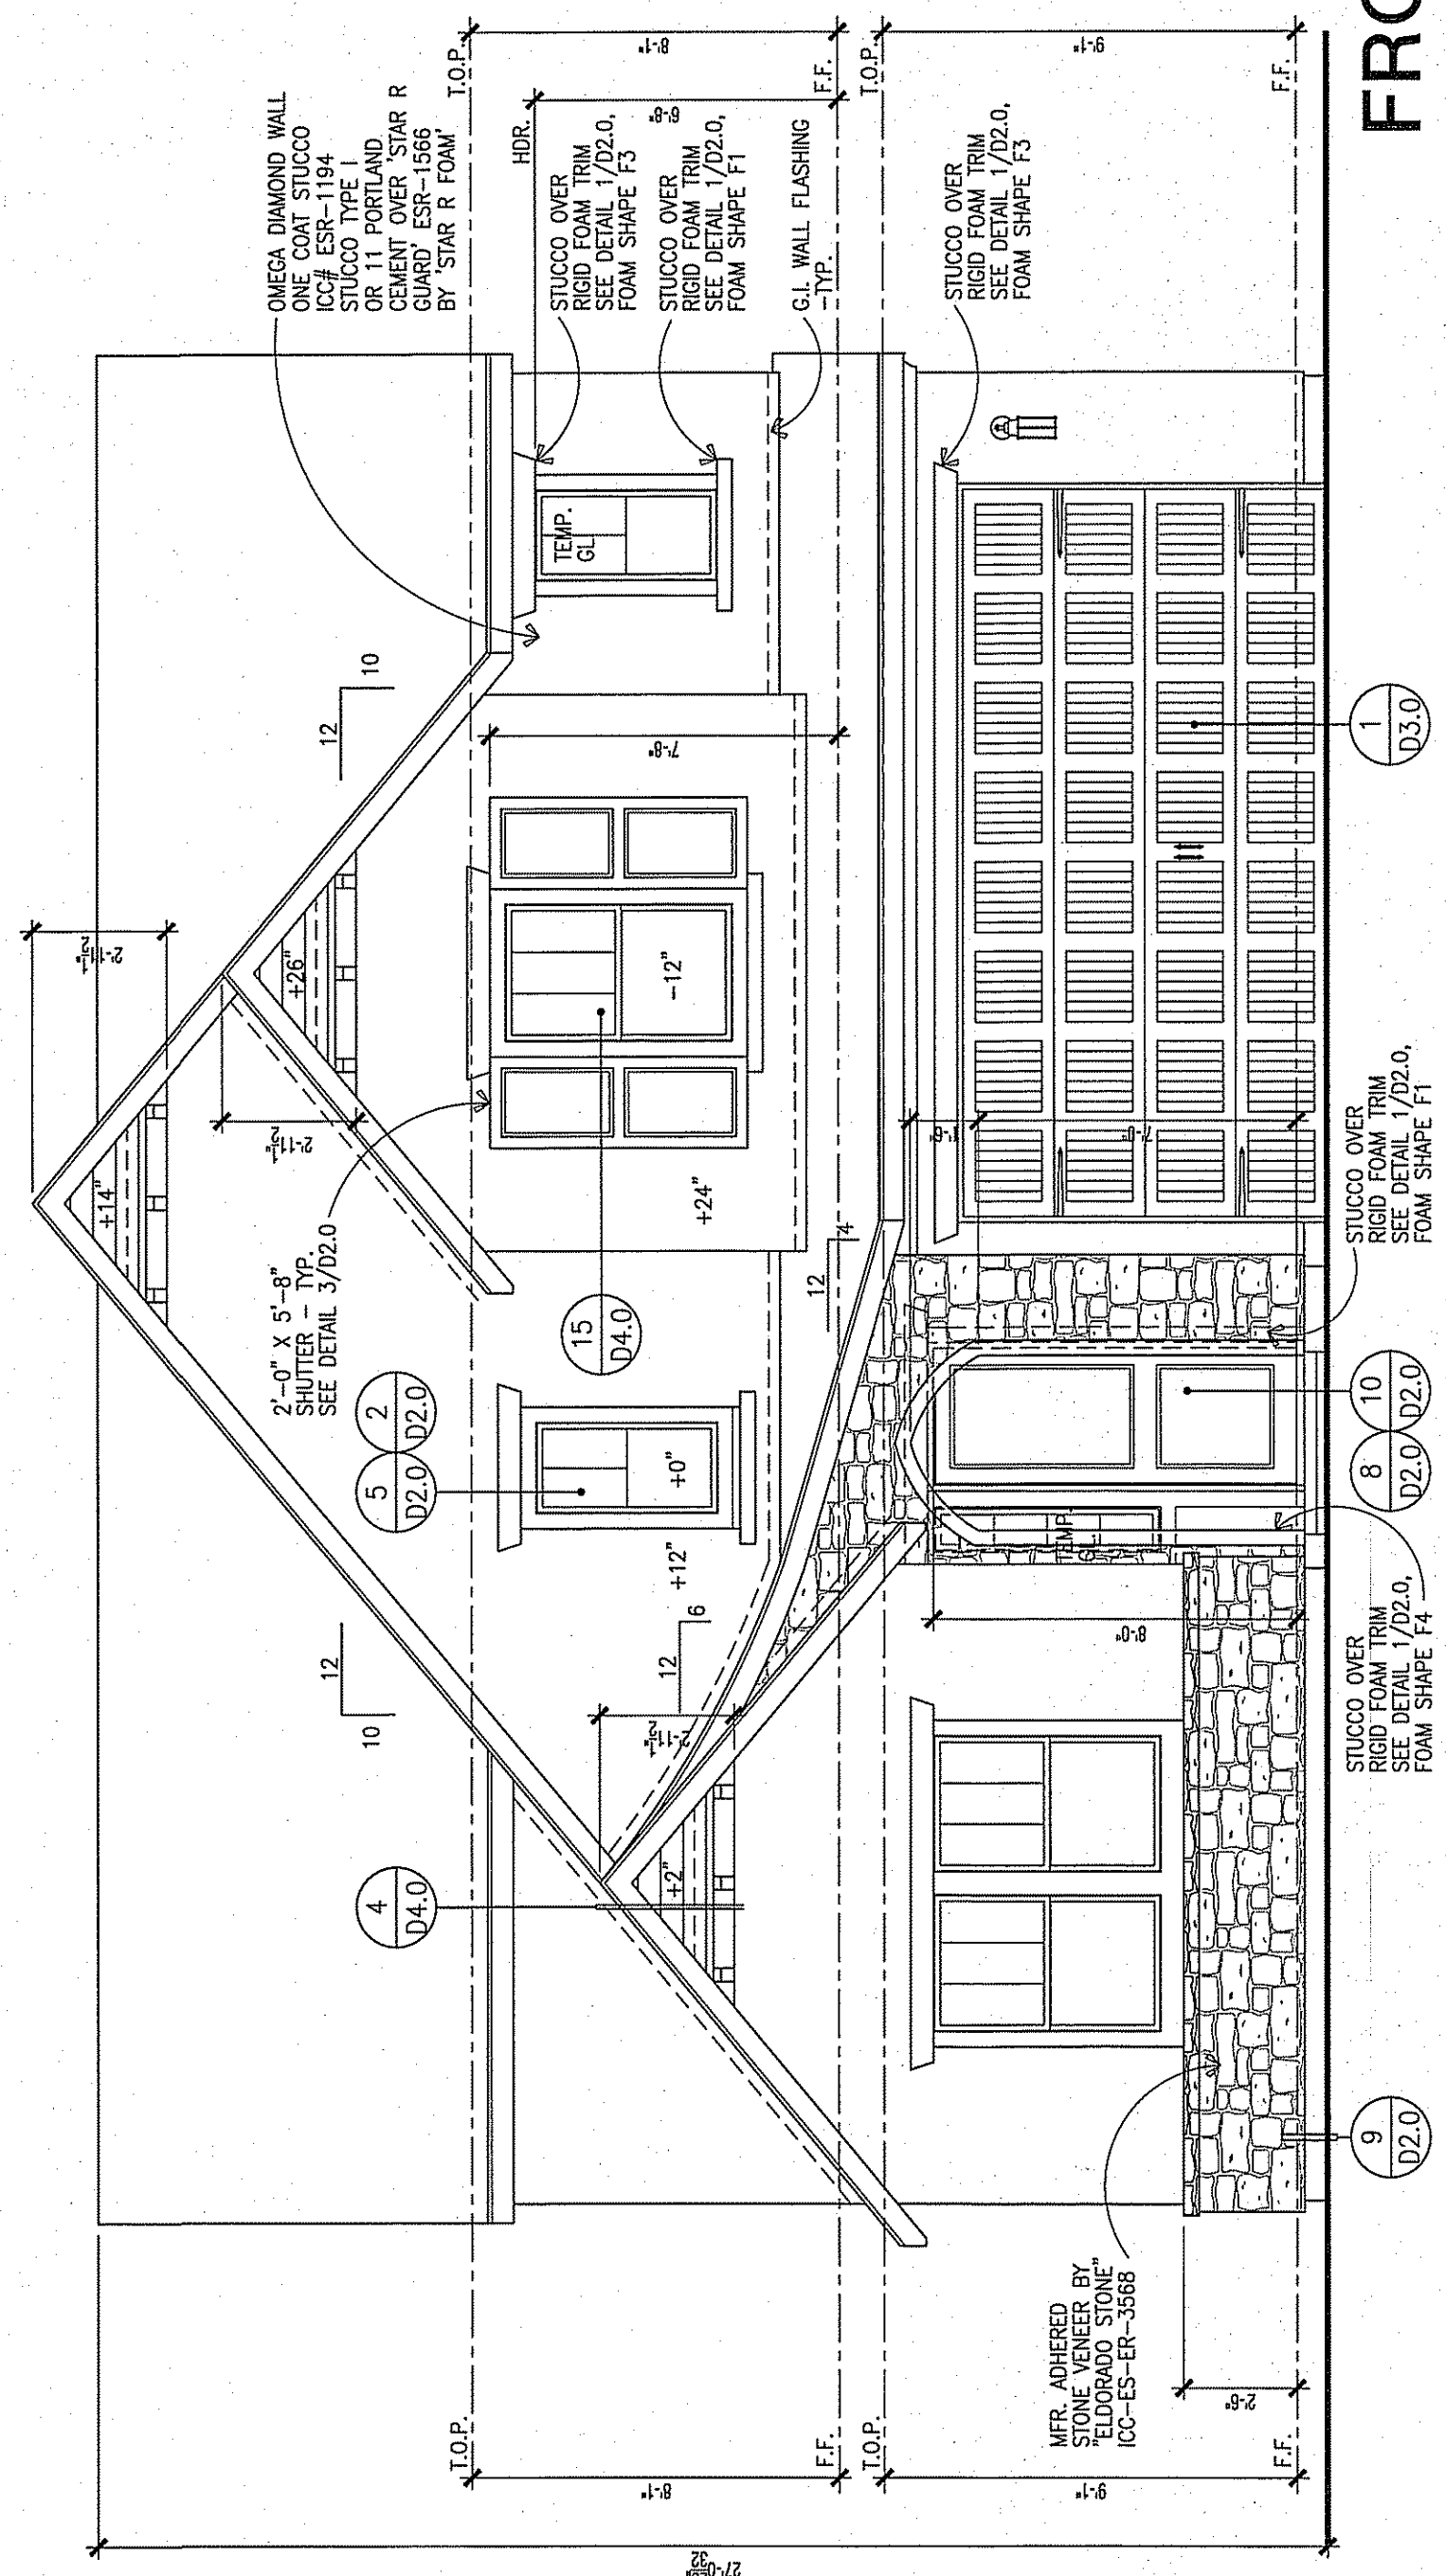 OMEGA DIAMOND WALL
ONE COAT STUCCO
ICC# ESR-1194
STUCCO TYPE I
OR 11 PORTLAND
CEMENT OVER 'STAR R
GUARD' ESR-1566
BY 'STAR R FOAM'
T.O.P.
HDR.
8'-1"
6'-8"
STUCCO OVER
RIGID FOAM TRIM
SEE DETAIL 1/D2.0,
FOAM SHAPE F3
STUCCO OVER
RIGID FOAM TRIM
SEE DETAIL 1/D2.0,
FOAM SHAPE F1
F.F.
G.I. WALL FLASHING
-TYP.
T.O.P.
9'-1"
STUCCO OVER
RIGID FOAM TRIM
SEE DETAIL 1/D2.0,
FOAM SHAPE F3
F.F.
FRO
TEMP.
GL.
12
10
7'-8"
+26"
2'-11 1/2"
2'-11 1/2"
+14"
-12"
+24"
2'-0" X 5'-8"
SHUTTER - TYP.
SEE DETAIL 3/D2.0
15
D4.0
5
D2.0
2
D2.0
+0"
+12"
12
4
12
6
12
10
2'-11 1/2"
+2"
4
D4.0
1'-6"
7'-0"
1
D3.0
STUCCO OVER
RIGID FOAM TRIM
SEE DETAIL 1/D2.0,
FOAM SHAPE F1
8
D2.0
10
D2.0
TEMP.
GL.
8'-0"
STUCCO OVER
RIGID FOAM TRIM
SEE DETAIL 1/D2.0,
FOAM SHAPE F4
9
D2.0
MFR. ADHERED
STONE VENEER BY
"ELDORADO STONE"
ICC-ES-ER-3568
2'-6"
T.O.P.
8'-1"
F.F.
T.O.P.
9'-1"
F.F.